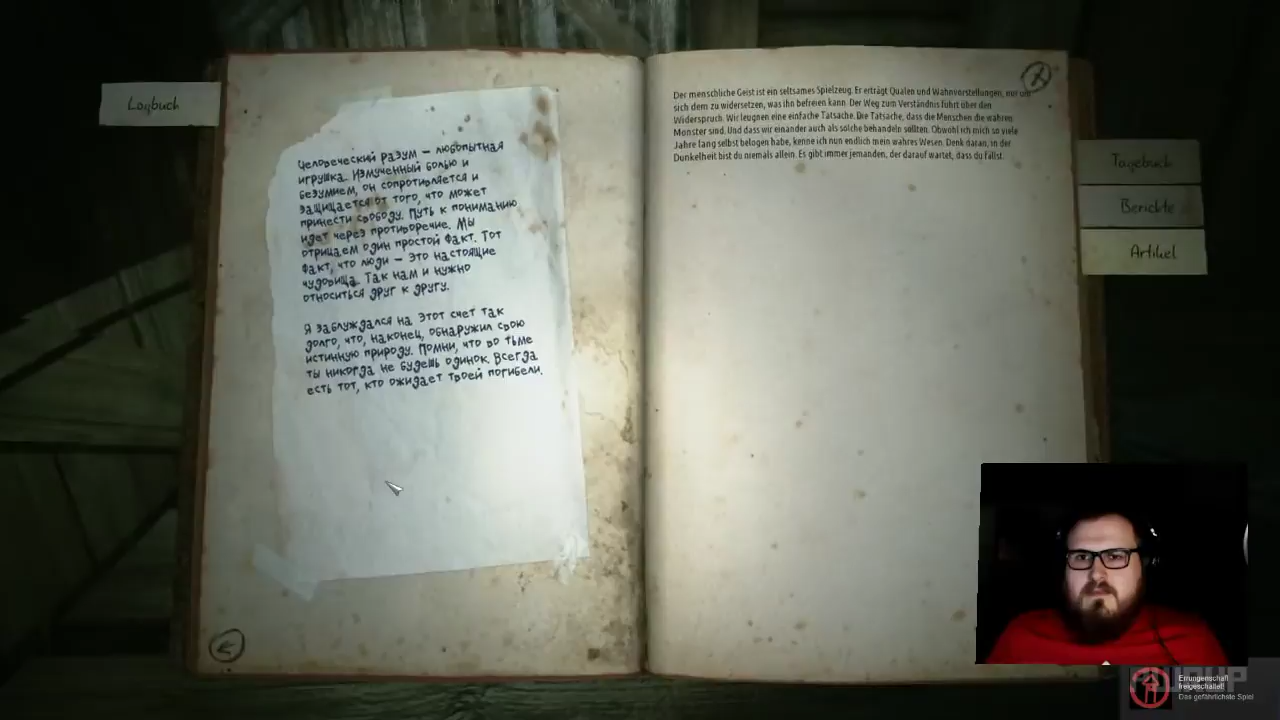 Logbuch
Человеческий разум – любопытная
игрушка. Измученный болью и
безумием, он сопротивляется и
защищается от того, что может
принести свободу. Путь к пониманию
идет через противоречие. Мы
отрицаем один простой факт. Тот
факт, что люди – это настоящие
чудовища. Так нам и нужно
относиться друг к другу.
Я заблуждался на этот счет так
долго, что, наконец, обнаружил свою
истинную природу. Помни, что во тьме
ты никогда не будешь одинок. Всегда
есть тот, кто ожидает твоей погибели.
Der menschliche Geist ist ein seltsames Spielzeug. Er erträgt Qualen und Wahnvorstellungen, nur um
sich dem zu widersetzen, was ihn befreien kann. Der Weg zum Verständnis führt über den
Widerspruch. Wir leugnen eine einfache Tatsache. Die Tatsache, dass die Menschen die wahren
Monster sind. Und dass wir einander auch als solche behandeln sollten. Obwohl ich mich so viele
Jahre lang selbst belogen habe, kenne ich nun endlich mein wahres Wesen. Denk daran, in der
Dunkelheit bist du niemals allein. Es gibt immer jemanden, der darauf wartet, dass du fällst.
Tagebuch
Berichte
Artikel
Errungenschaft
freigeschaltet!
Das gefährlichste Spiel